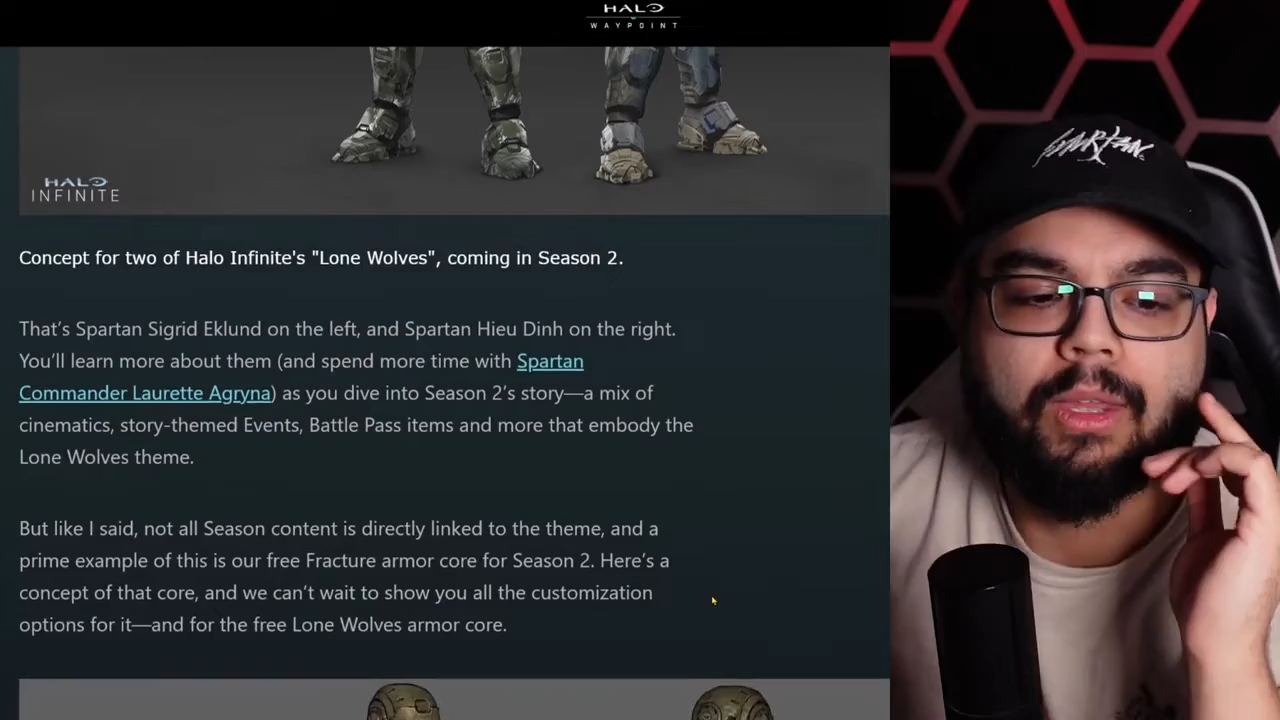 HALO
WAYPOINT
HALO
INFINITE
Concept for two of Halo Infinite's "Lone Wolves", coming in Season 2.
That’s Spartan Sigrid Eklund on the left, and Spartan Hieu Dinh on the right.
You’ll learn more about them (and spend more time with Spartan
Commander Laurette Agryna) as you dive into Season 2’s story—a mix of
cinematics, story-themed Events, Battle Pass items and more that embody the
Lone Wolves theme.
But like I said, not all Season content is directly linked to the theme, and a
prime example of this is our free Fracture armor core for Season 2. Here’s a
concept of that core, and we can’t wait to show you all the customization
options for it—and for the free Lone Wolves armor core.